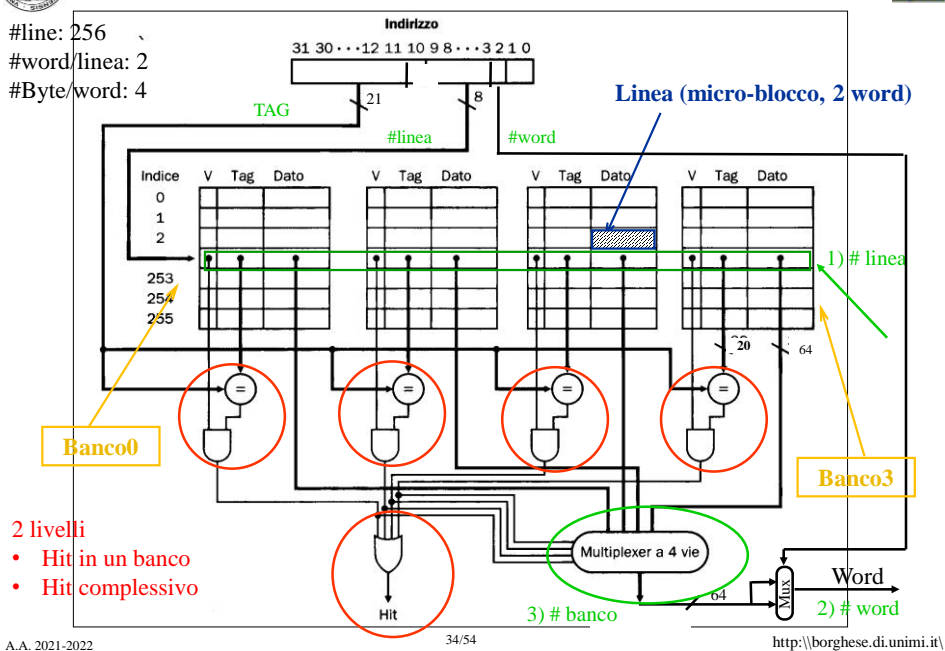 Indirizzo
#line: 256 `
#word/linea: 2
#Byte/word: 4
31 30 · · · 12 11 10 9 8 · · · 3 2 1 0
21
8
TAG
Linea (micro-blocco, 2 word)
#linea
#word
Indice V Tag Dato V Tag Dato V Tag Dato V Tag Dato
0
1
2
1) # linea
253
254
255
20
64
=
=
=
=
Banco0
Banco3
2 livelli
• Hit in un banco
• Hit complessivo
Multiplexer a 4 vie
Hit
3) # banco
64
Mux
Word
2) # word
A.A. 2021-2022
34/54
http:\\borghese.di.unimi.it\